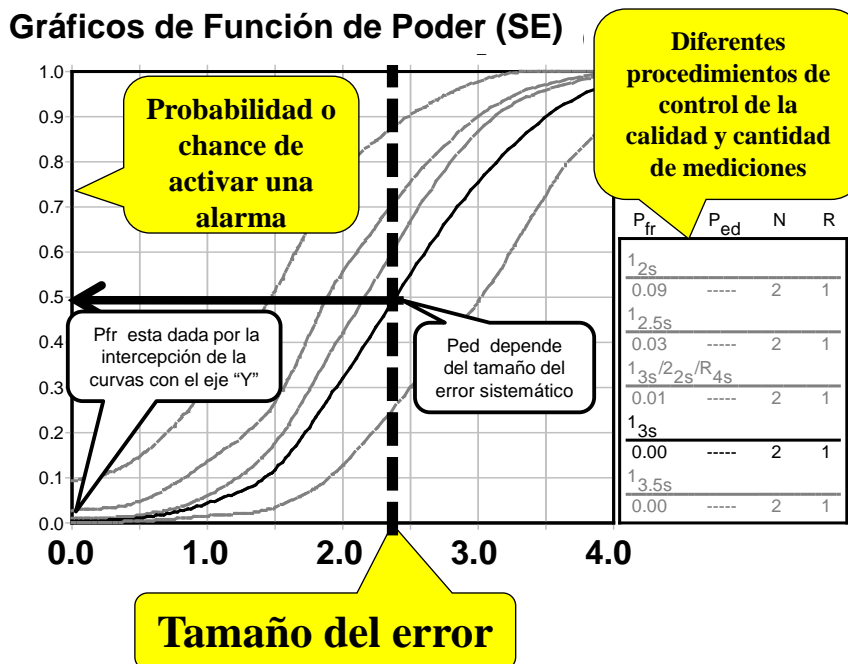 Gráficos de Función de Poder (SE)
Diferentes
procedimientos de
control de la
calidad y cantidad
de mediciones
Probabilidad o
chance de
activar una
alarma
1.0
0.9
0.8
0.7
0.6
0.5
0.4
0.3
0.2
0.1
0.0
Pfr esta dada por la
intercepción de la
curvas con el eje “Y”
Ped depende
del tamaño del
error sistemático
0.0 1.0 2.0 3.0 4.0
Tamaño del error
Pfr Ped N R
12s
0.09 ----- 2 1
12.5s
0.03 ----- 2 1
13s/22s/R4s
0.01 ----- 2 1
13s
0.00 ----- 2 1
13.5s
0.00 ----- 2 1